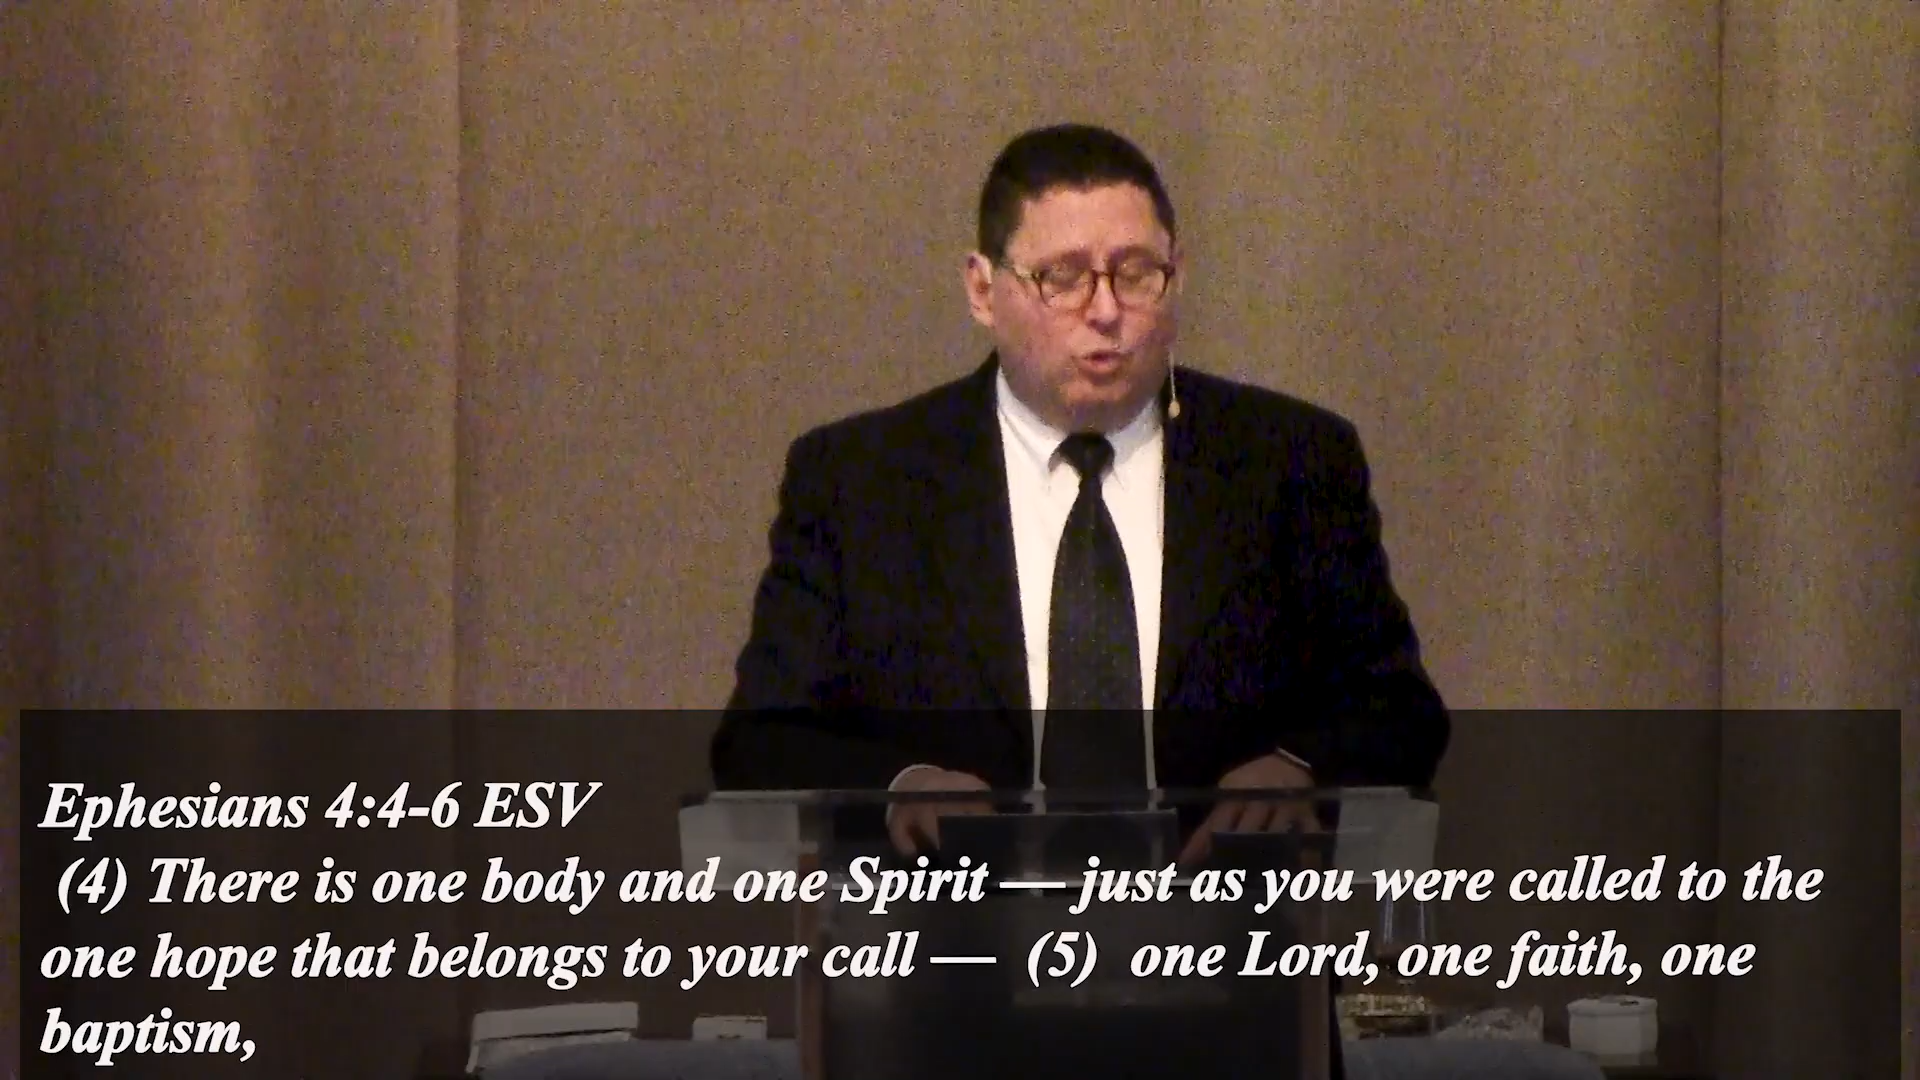 Ephesians 4:4-6 ESV
(4) There is one body and one Spirit — just as you were called to the
one hope that belongs to your call — (5) one Lord, one faith, one
baptism,